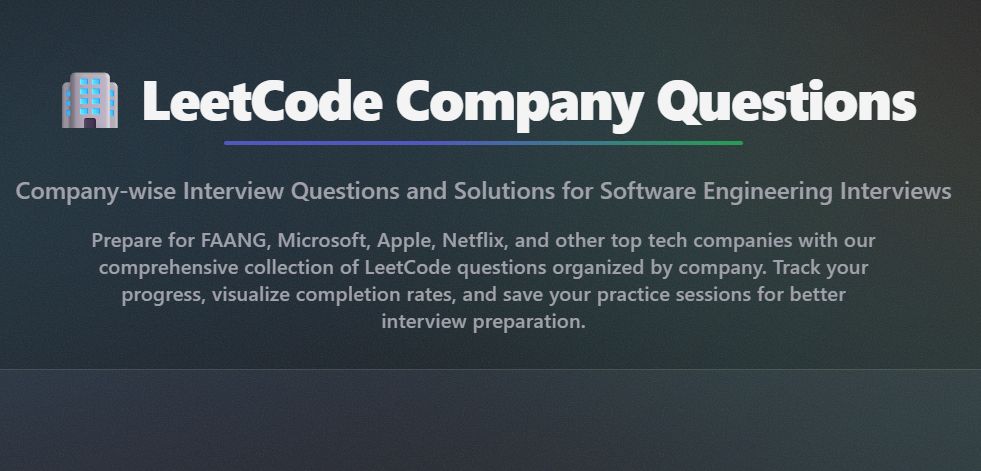 LeetCode Company Questions
Company-wise Interview Questions and Solutions for Software Engineering Interviews
Prepare for FAANG, Microsoft, Apple, Netflix, and other top tech companies with our
comprehensive collection of LeetCode questions organized by company. Track your
progress, visualize completion rates, and save your practice sessions for better
interview preparation.